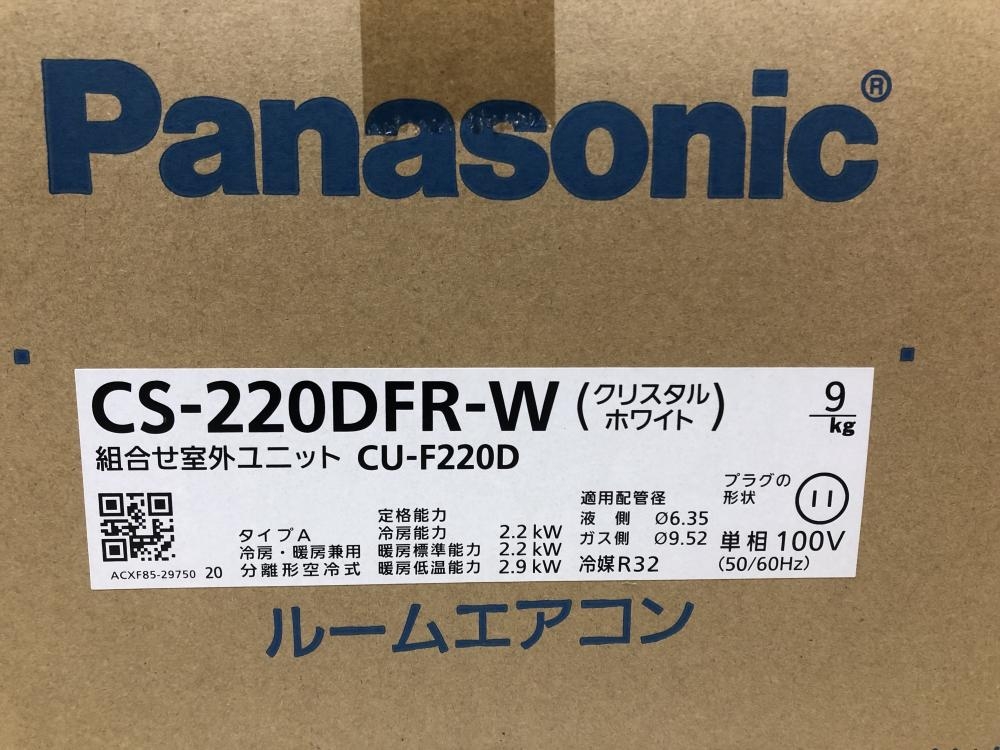 Panasonic®
CS-220DFR-W (クリスタルホワイト)
9
kg
組合せ室外ユニット CU-F220D
タイプA
冷房・暖房兼用
分離形空冷式
定格能力
冷房能力 2.2 kW
暖房標準能力 2.2 kW
暖房低温能力 2.9 kW
適用配管径
液 側 Ø6.35
ガス側 Ø9.52
冷媒R32
プラグの
形状
単相 100V
(50/60Hz)
ACXF85-29750 20
ルームエアコン